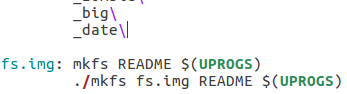 _big\
_date\
fs.img: mkfs README $(UPROGS)
./mkfs fs.img README $(UPROGS)